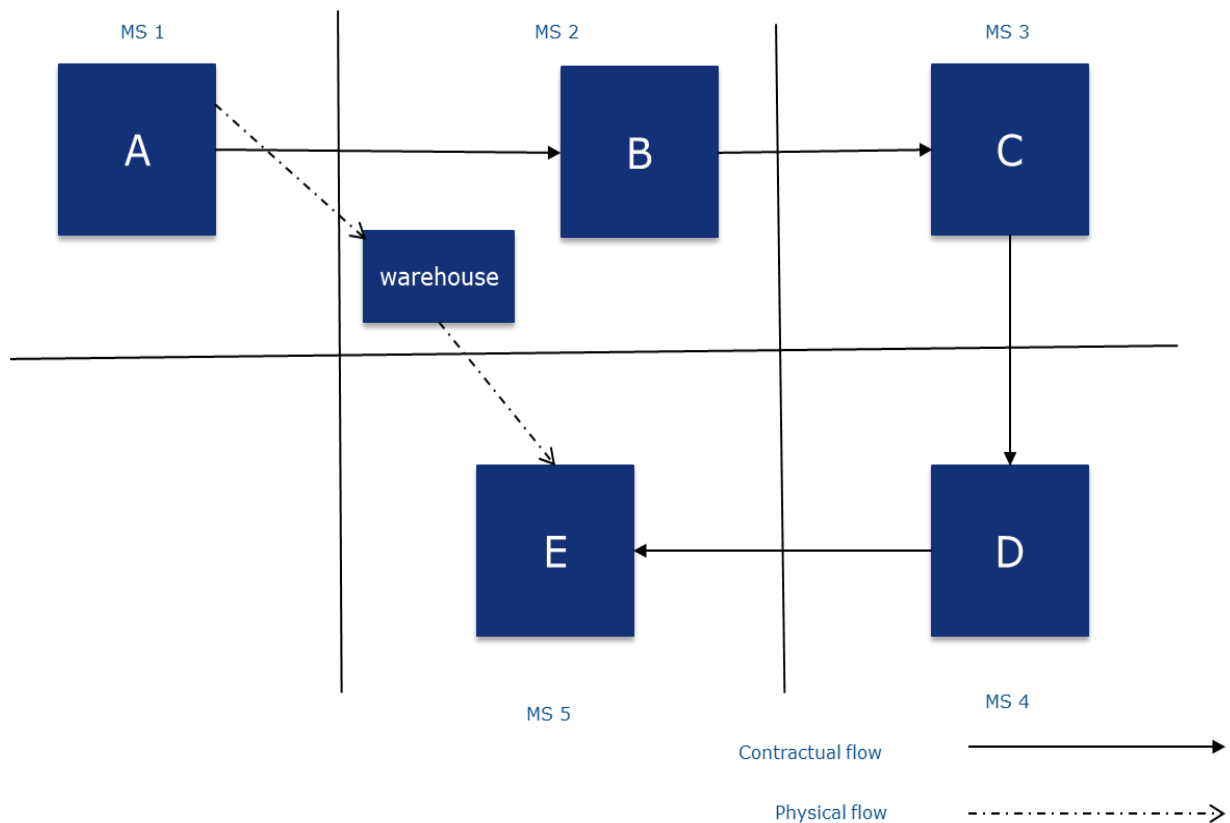 MS 1
MS 2
MS 3
A
B
C
warehouse
E
D
MS 5
MS 4
Contractual flow
Physical flow